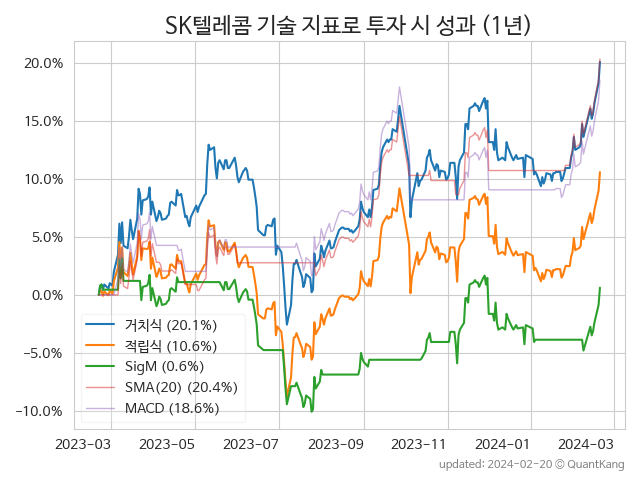 SK텔레콤 기술 지표로 투자 시 성과 (1년)
20.0%
15.0%
10.0%
5.0%
0.0%
−5.0%
−10.0%
거치식 (20.1%)
적립식 (10.6%)
SigM (0.6%)
SMA(20) (20.4%)
MACD (18.6%)
2023-03 2023-05 2023-07 2023-09 2023-11 2024-01 2024-03
updated: 2024-02-20 © QuantKang